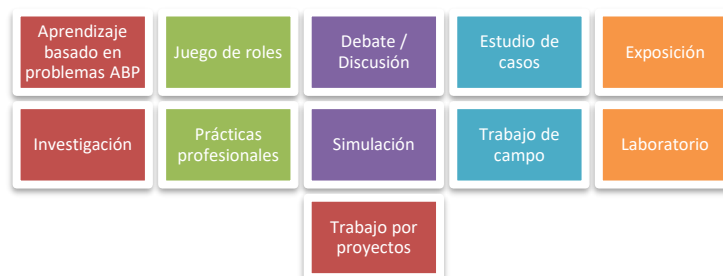 Aprendizaje
basado en
problemas ABP
Juego de roles
Debate /
Discusión
Estudio de
casos
Exposición
Investigación
Prácticas
profesionales
Simulación
Trabajo de
campo
Laboratorio
Trabajo por
proyectos